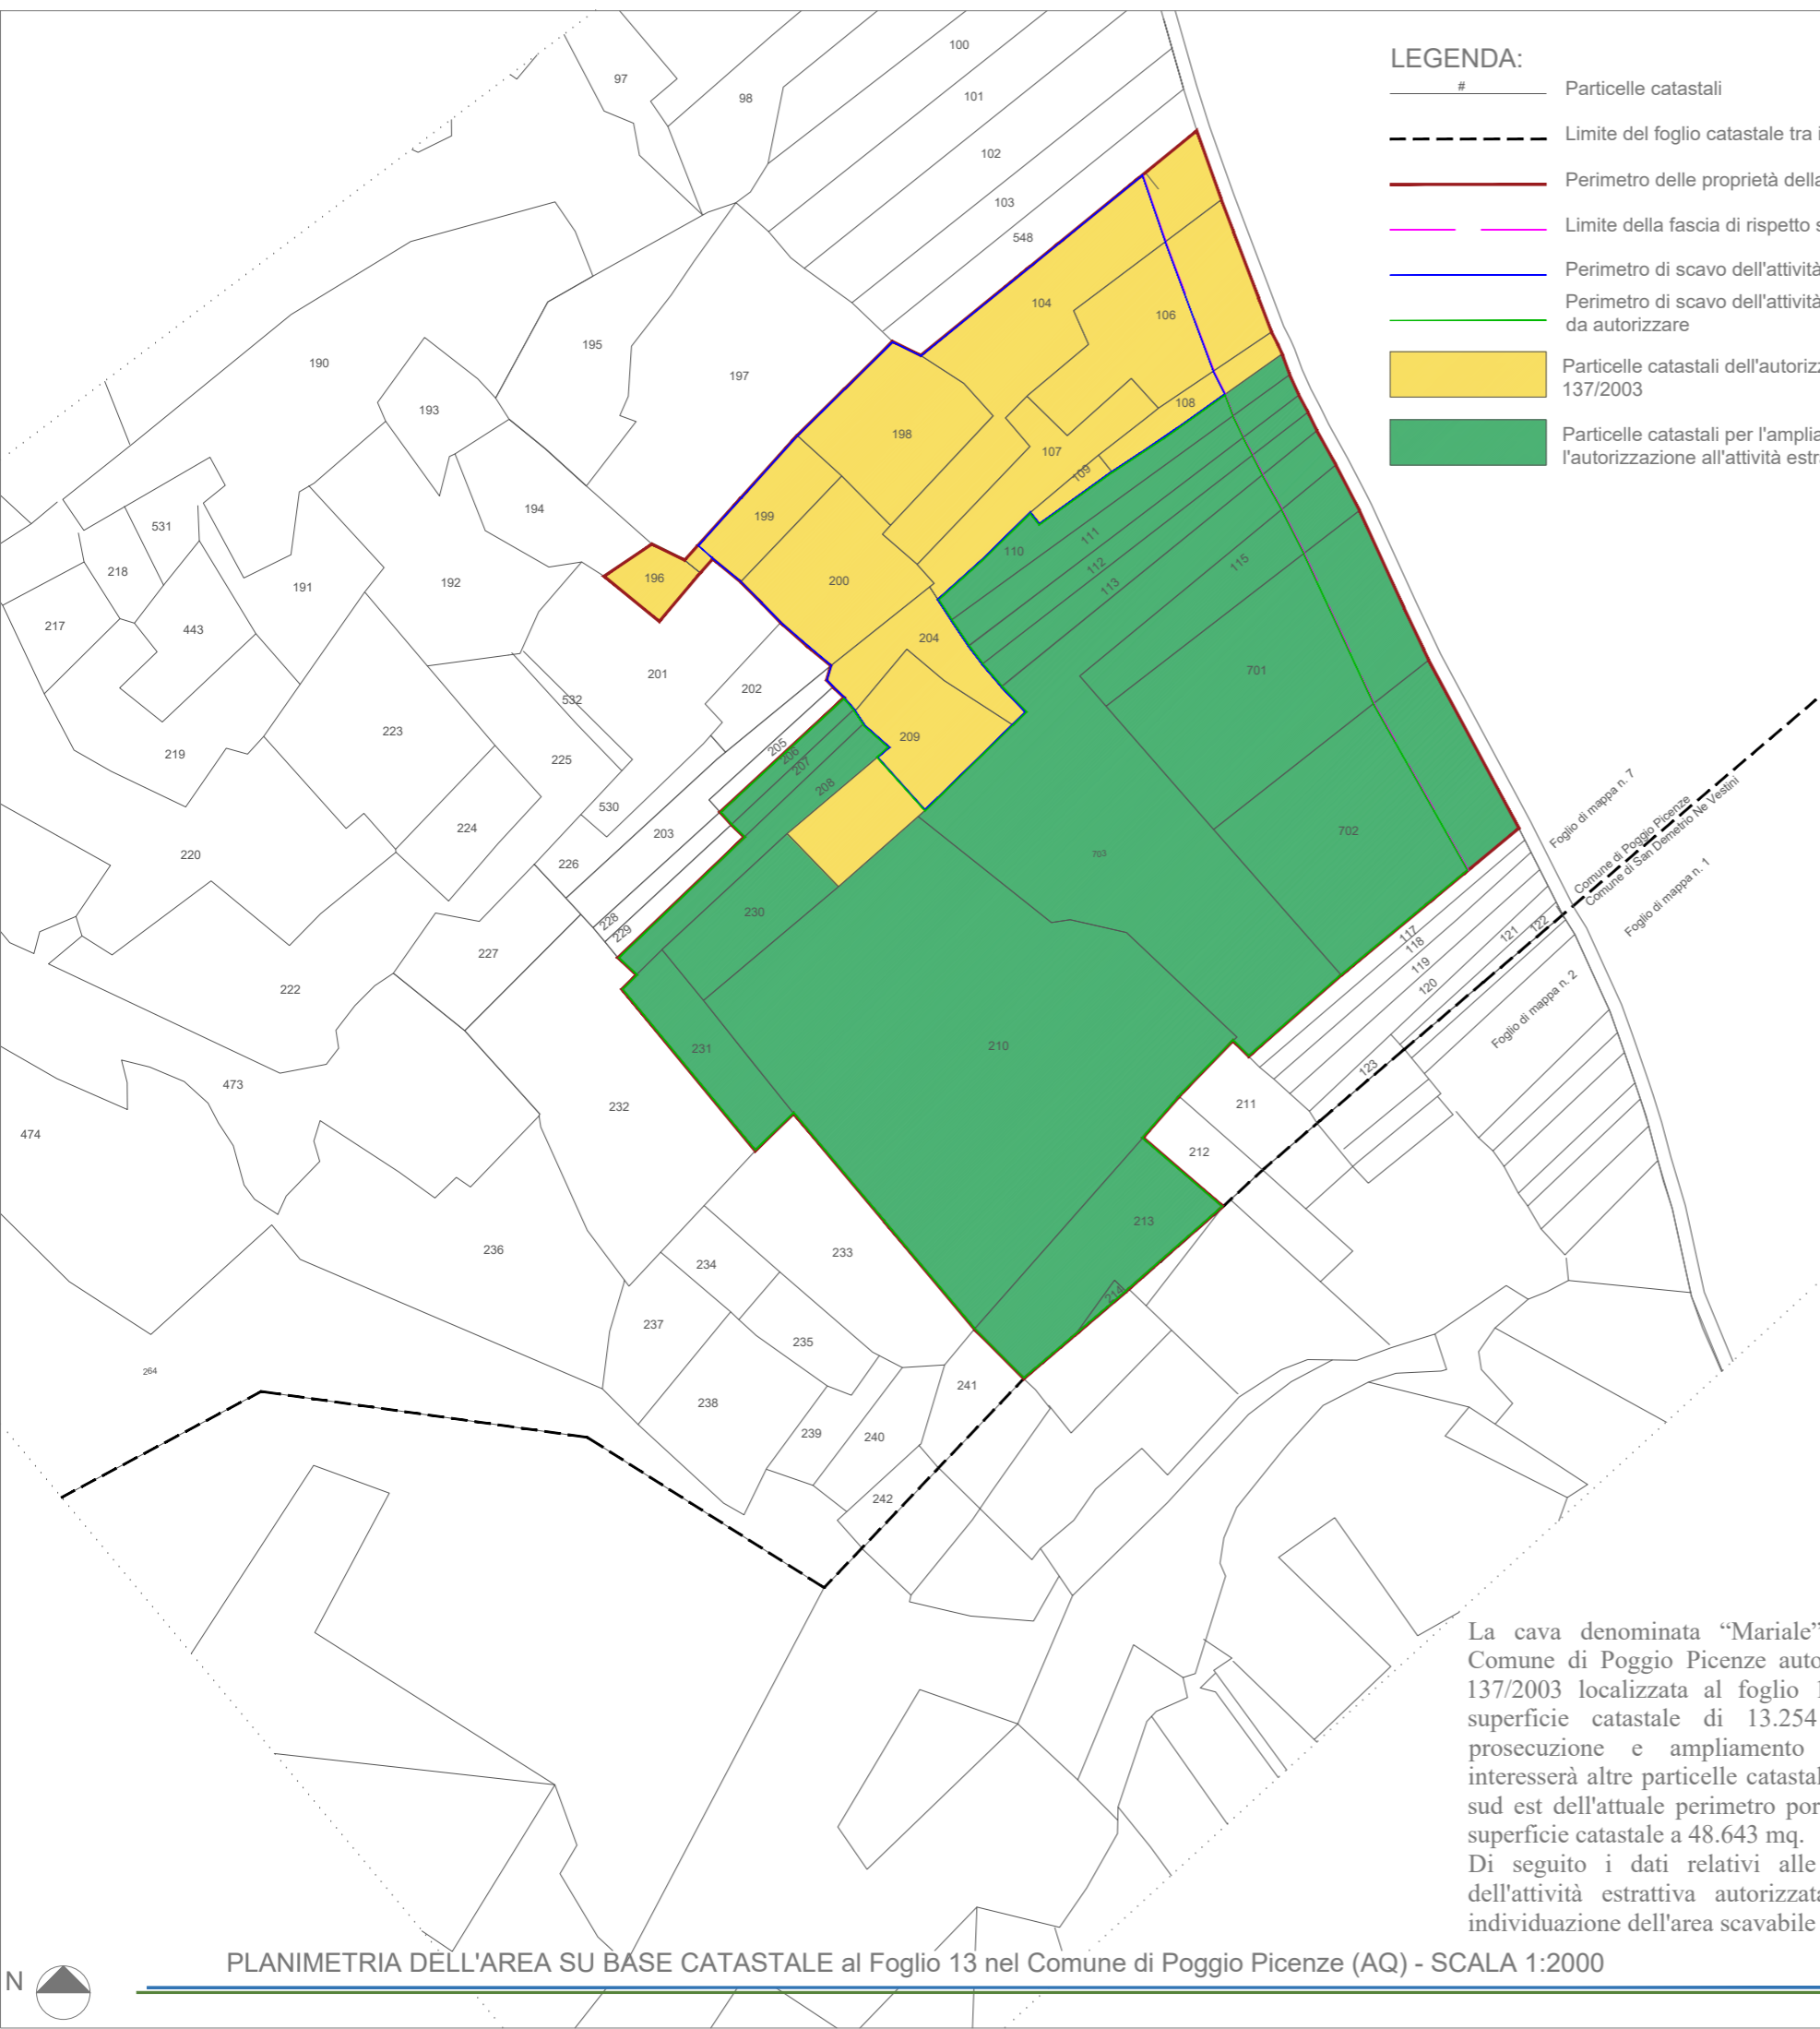 LEGENDA:
#
Particelle catastali
Limite del foglio catastale tra i
Perimetro delle proprietà della
Limite della fascia di rispetto s
Perimetro di scavo dell'attività
Perimetro di scavo dell'attività
da autorizzare
Particelle catastali dell'autorizz
137/2003
Particelle catastali per l'amplia
l'autorizzazione all'attività estr
97
98
100
101
102
103
548
104
106
108
107
109
198
199
200
196
204
209
110
111
112
113
115
701
702
703
190
193
195
197
194
192
191
531
218
217
443
219
223
225
224
220
532
530
201
202
205
206
207
208
203
226
228
229
227
230
231
210
222
473
474
232
236
233
234
235
237
238
239
240
241
242
264
211
212
213
214
117
118
119
120
121
122
123
Foglio di mappa n. 7
Comune di Poggio Picenze
Comune di San Demetrio Ne Vestini
Foglio di mappa n. 1
Foglio di mappa n. 2
La cava denominata “Mariale”
Comune di Poggio Picenze auto
137/2003 localizzata al foglio 1
superficie catastale di 13.254
prosecuzione e ampliamento
interesserà altre particelle catastal
sud est dell'attuale perimetro por
superficie catastale a 48.643 mq.
Di seguito i dati relativi alle
dell'attività estrattiva autorizzata
individuazione dell'area scavabile
PLANIMETRIA DELL'AREA SU BASE CATASTALE al Foglio 13 nel Comune di Poggio Picenze (AQ) - SCALA 1:2000
N